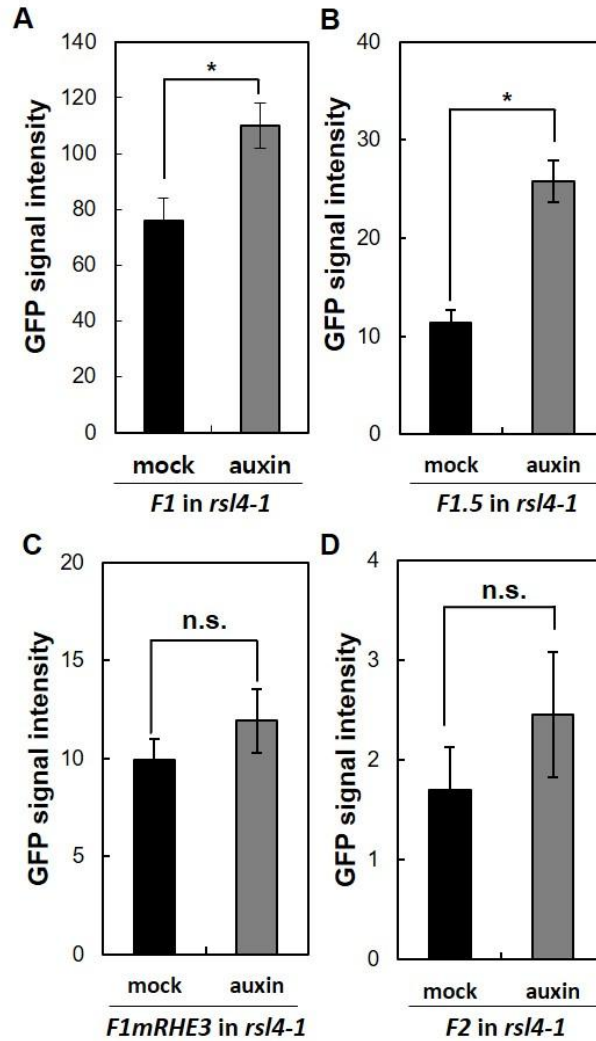 A
GFP signal intensity
140
120
100
80
60
40
20
0
*
mock auxin
F1 in rsl4-1
B
GFP signal intensity
40
30
20
10
0
*
mock auxin
F1.5 in rsl4-1
C
GFP signal intensity
20
15
10
5
0
n.s.
mock auxin
F1mRHE3 in rsl4-1
D
GFP signal intensity
4
3
2
1
0
n.s.
mock auxin
F2 in rsl4-1